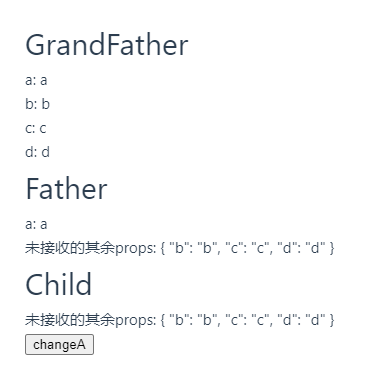 GrandFather
a: a
b: b
c: c
d: d
Father
a: a
未接收的其余props: { "b": "b", "c": "c", "d": "d" }
Child
未接收的其余props: { "b": "b", "c": "c", "d": "d" }
changeA